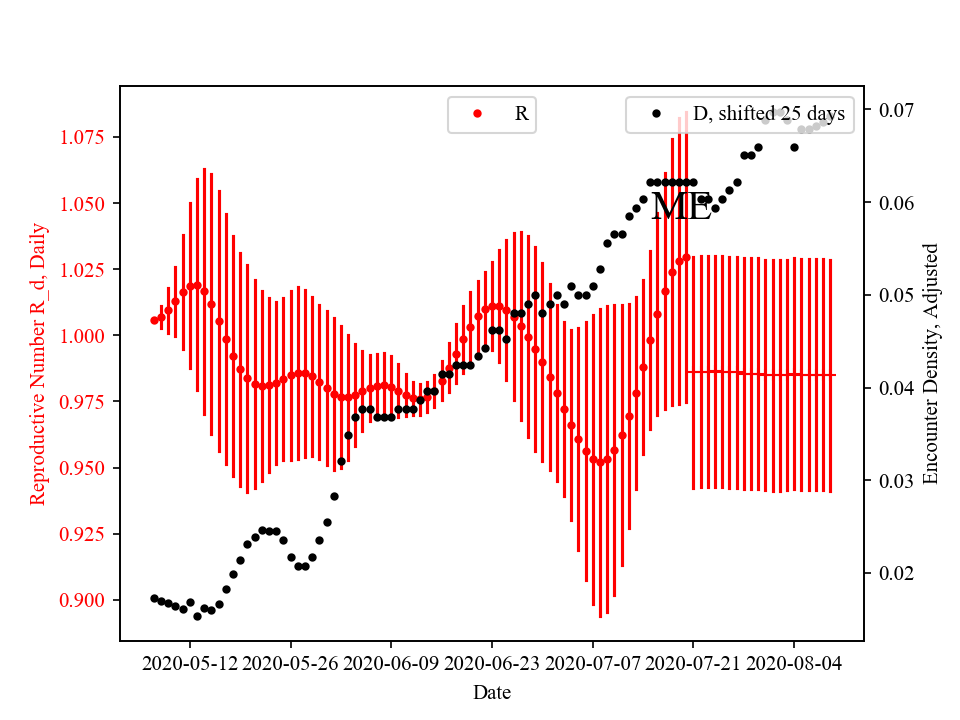 R
D, shifted 25 days
ME
1.075
1.050
1.025
1.000
0.975
0.950
0.925
0.900
Reproductive Number R_d, Daily
0.07
0.06
0.05
0.04
0.03
0.02
Encounter Density, Adjusted
2020-05-12 2020-05-26 2020-06-09 2020-06-23 2020-07-07 2020-07-21 2020-08-04
Date